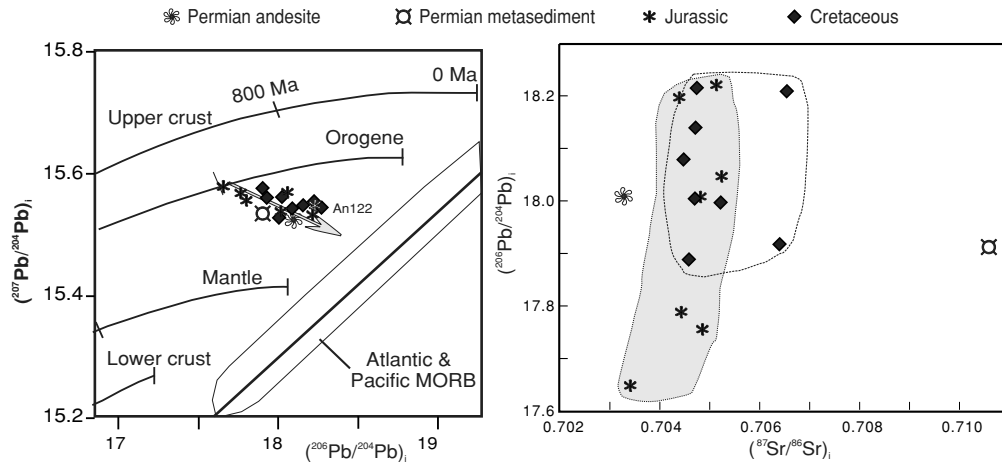 Permian andesite Permian metasediment Jurassic Cretaceous
15.8
15.6
15.4
15.2
(²⁰⁷Pb/²⁰⁴Pb)ᵢ
0 Ma
800 Ma
Upper crust
Orogene
An122
Mantle
Lower crust
Atlantic &
Pacific MORB
17 18 19
(²⁰⁶Pb/²⁰⁴Pb)ᵢ
18.2
18.0
17.8
17.6
(²⁰⁶Pb/²⁰⁴Pb)ᵢ
0.702 0.704 0.706 0.708 0.710
(⁸⁷Sr/⁸⁶Sr)ᵢ